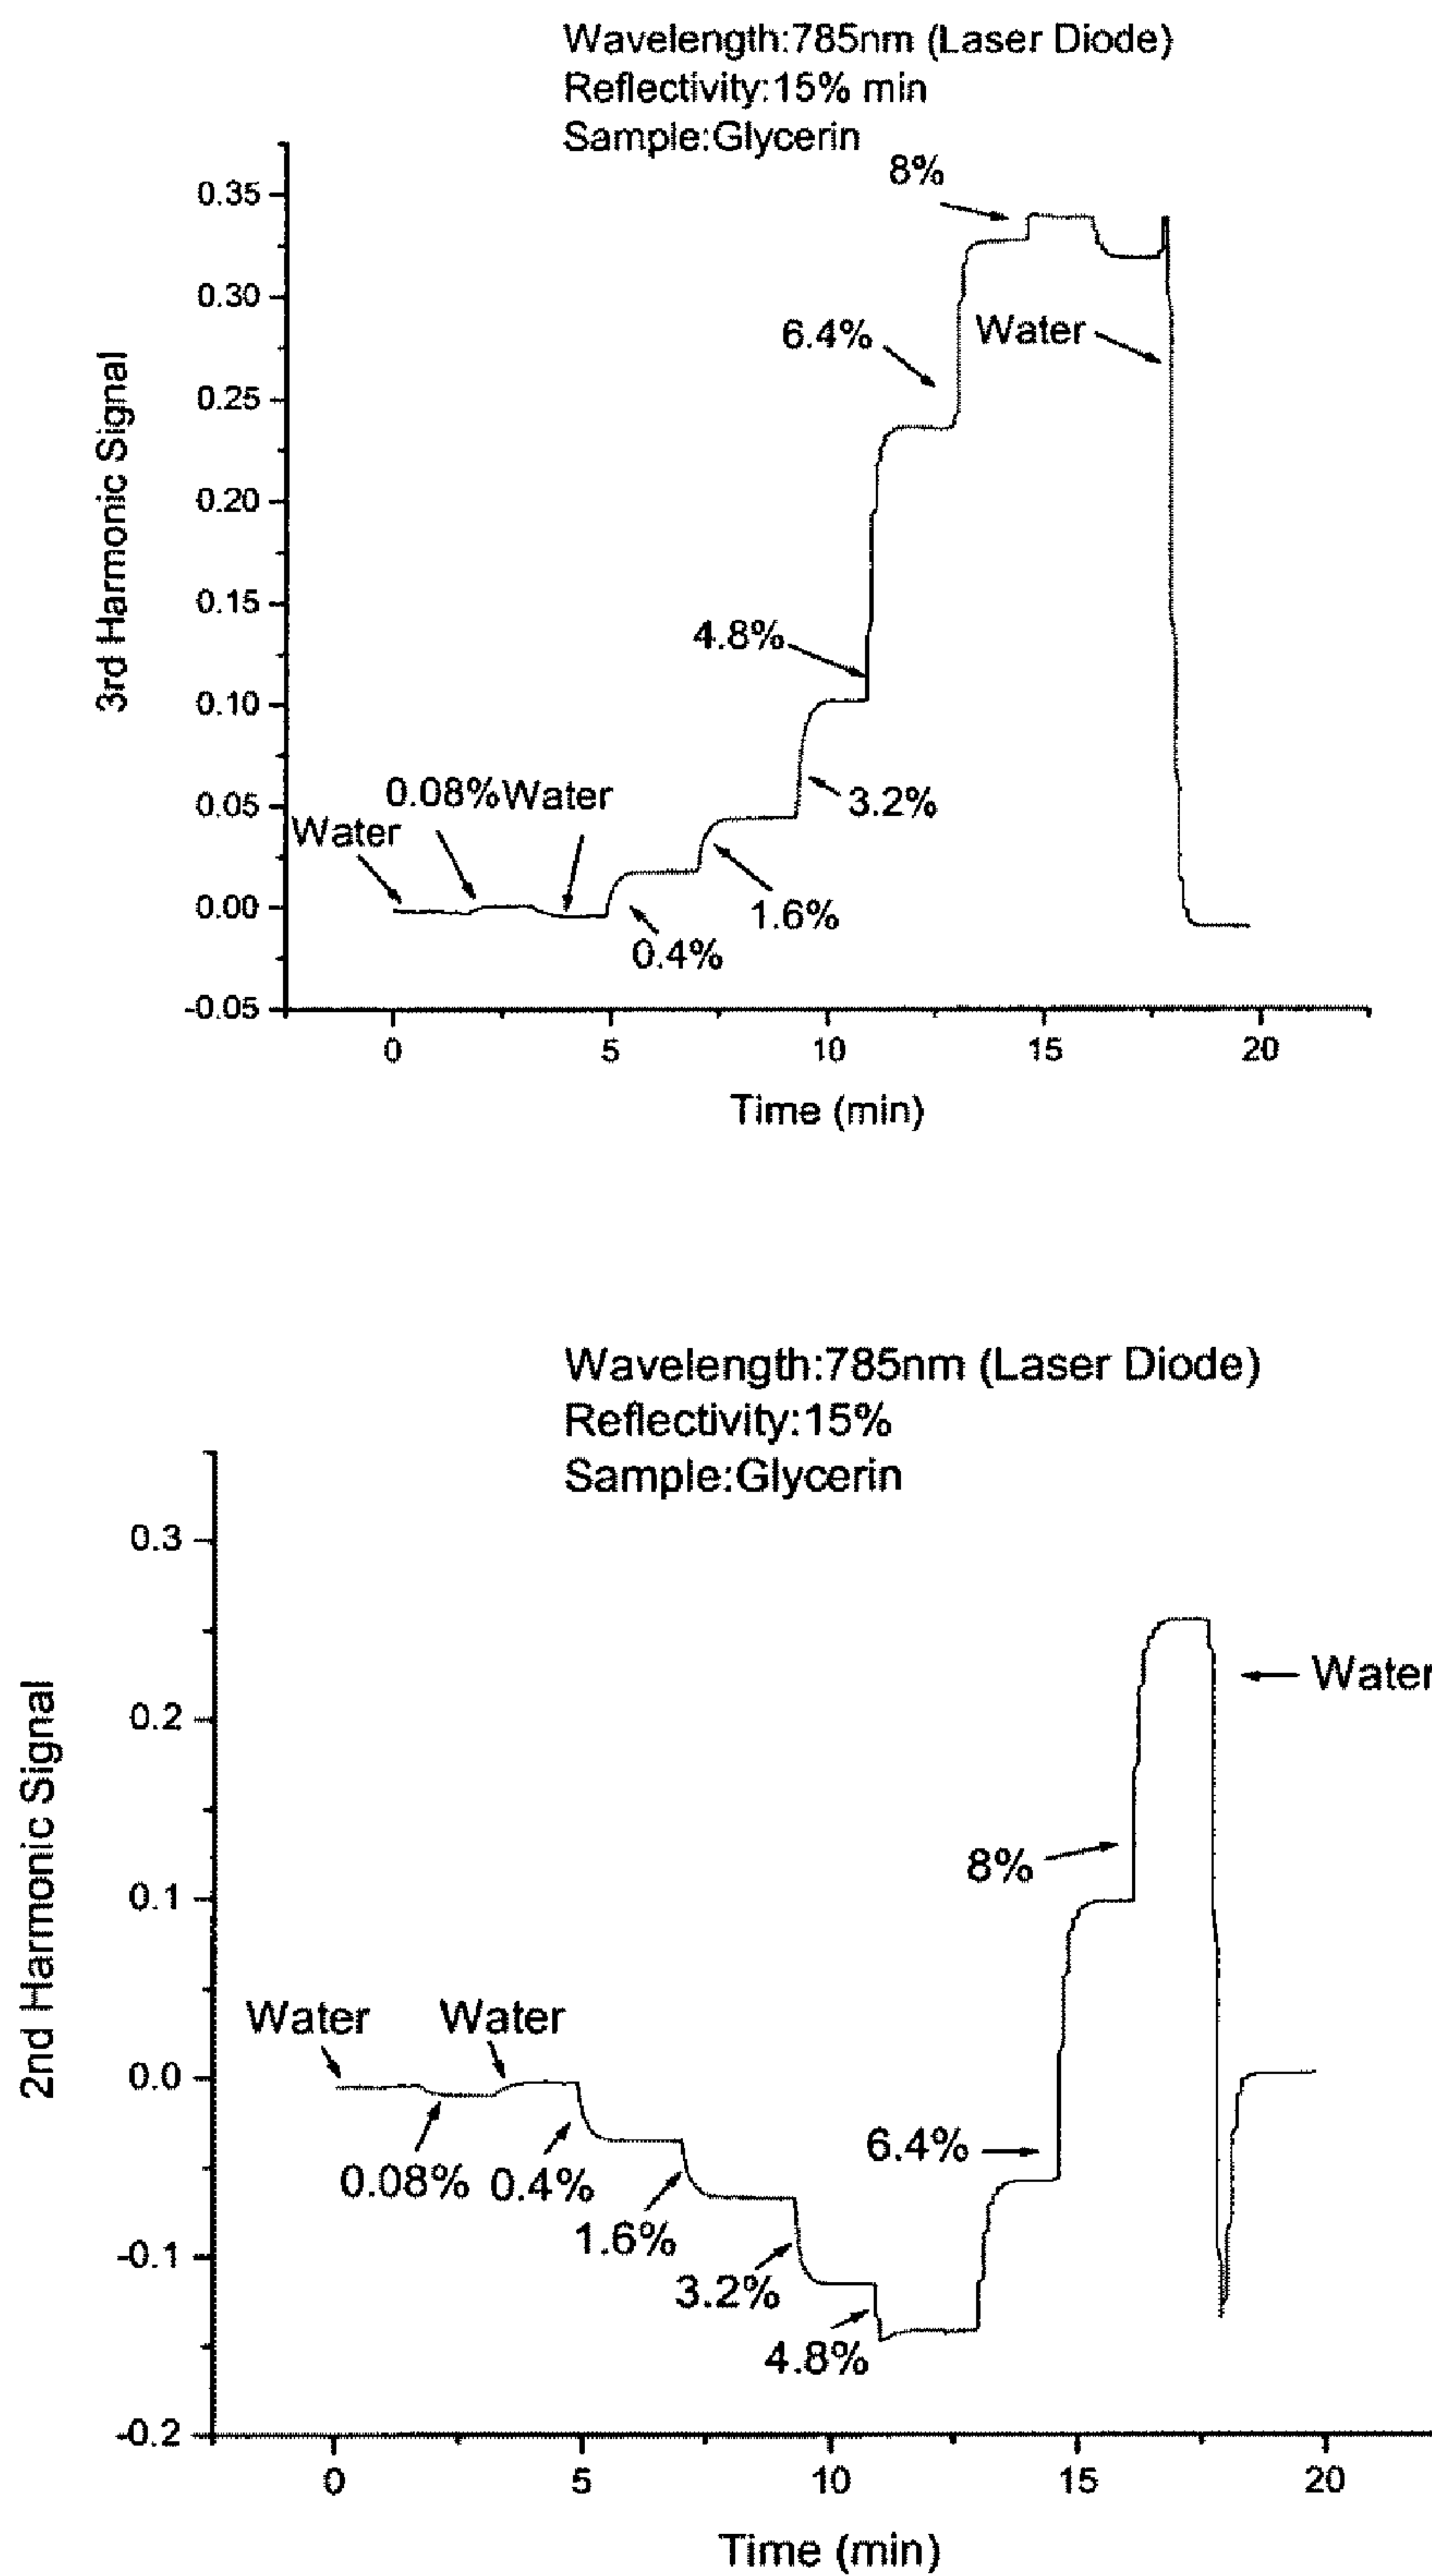 Wavelength:785nm (Laser Diode)
Reflectivity:15% min
Sample:Glycerin
8%
0.35
0.30
6.4%
Water
0.25
0.20
3rd Harmonic Signal
0.15
4.8%
0.10
0.08%Water
3.2%
0.05
Water
0.00
1.6%
0.4%
-0.05
0
5
10
15
20
Time (min)
Wavelength:785nm (Laser Diode)
Reflectivity:15%
Sample:Glycerin
0.3
Water
0.2
2nd Harmonic Signal
8%
0.1
Water
Water
0.0
6.4%
0.08%
0.4%
1.6%
-0.1
3.2%
4.8%
-0.2
0
5
10
15
20
Time (min)